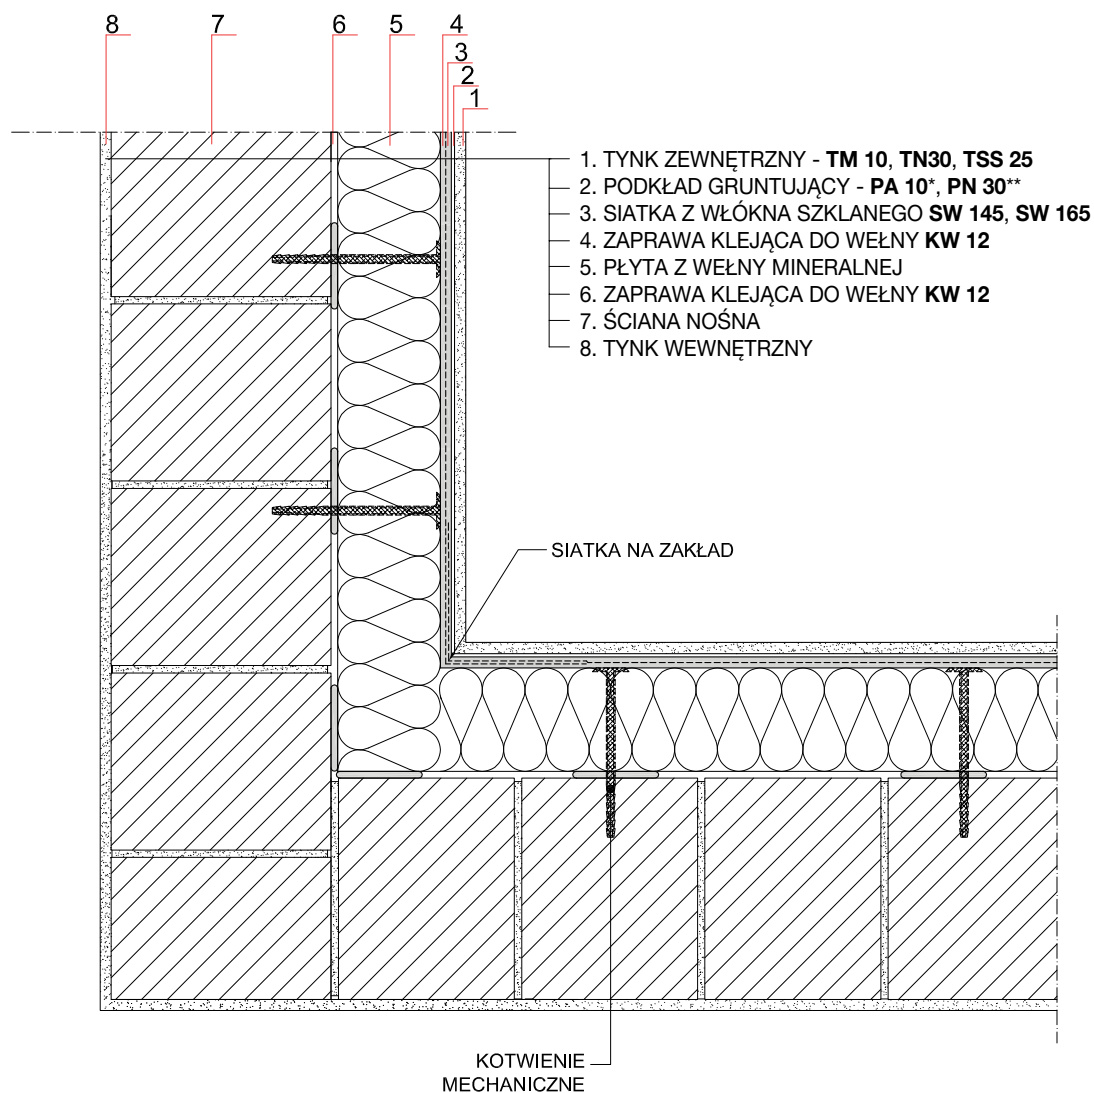 8 7 6 5 4
3
2
1
1. TYNK ZEWNĘTRZNY - TM 10, TN30, TSS 25
2. PODKŁAD GRUNTUJĄCY - PA 10*, PN 30**
3. SIATKA Z WŁÓKNA SZKLANEGO SW 145, SW 165
4. ZAPRAWA KLEJĄCA DO WEŁNY KW 12
5. PŁYTA Z WEŁNY MINERALNEJ
6. ZAPRAWA KLEJĄCA DO WEŁNY KW 12
7. ŚCIANA NOŚNA
8. TYNK WEWNĘTRZNY
SIATKA NA ZAKŁAD
KOTWIENIE
MECHANICZNE